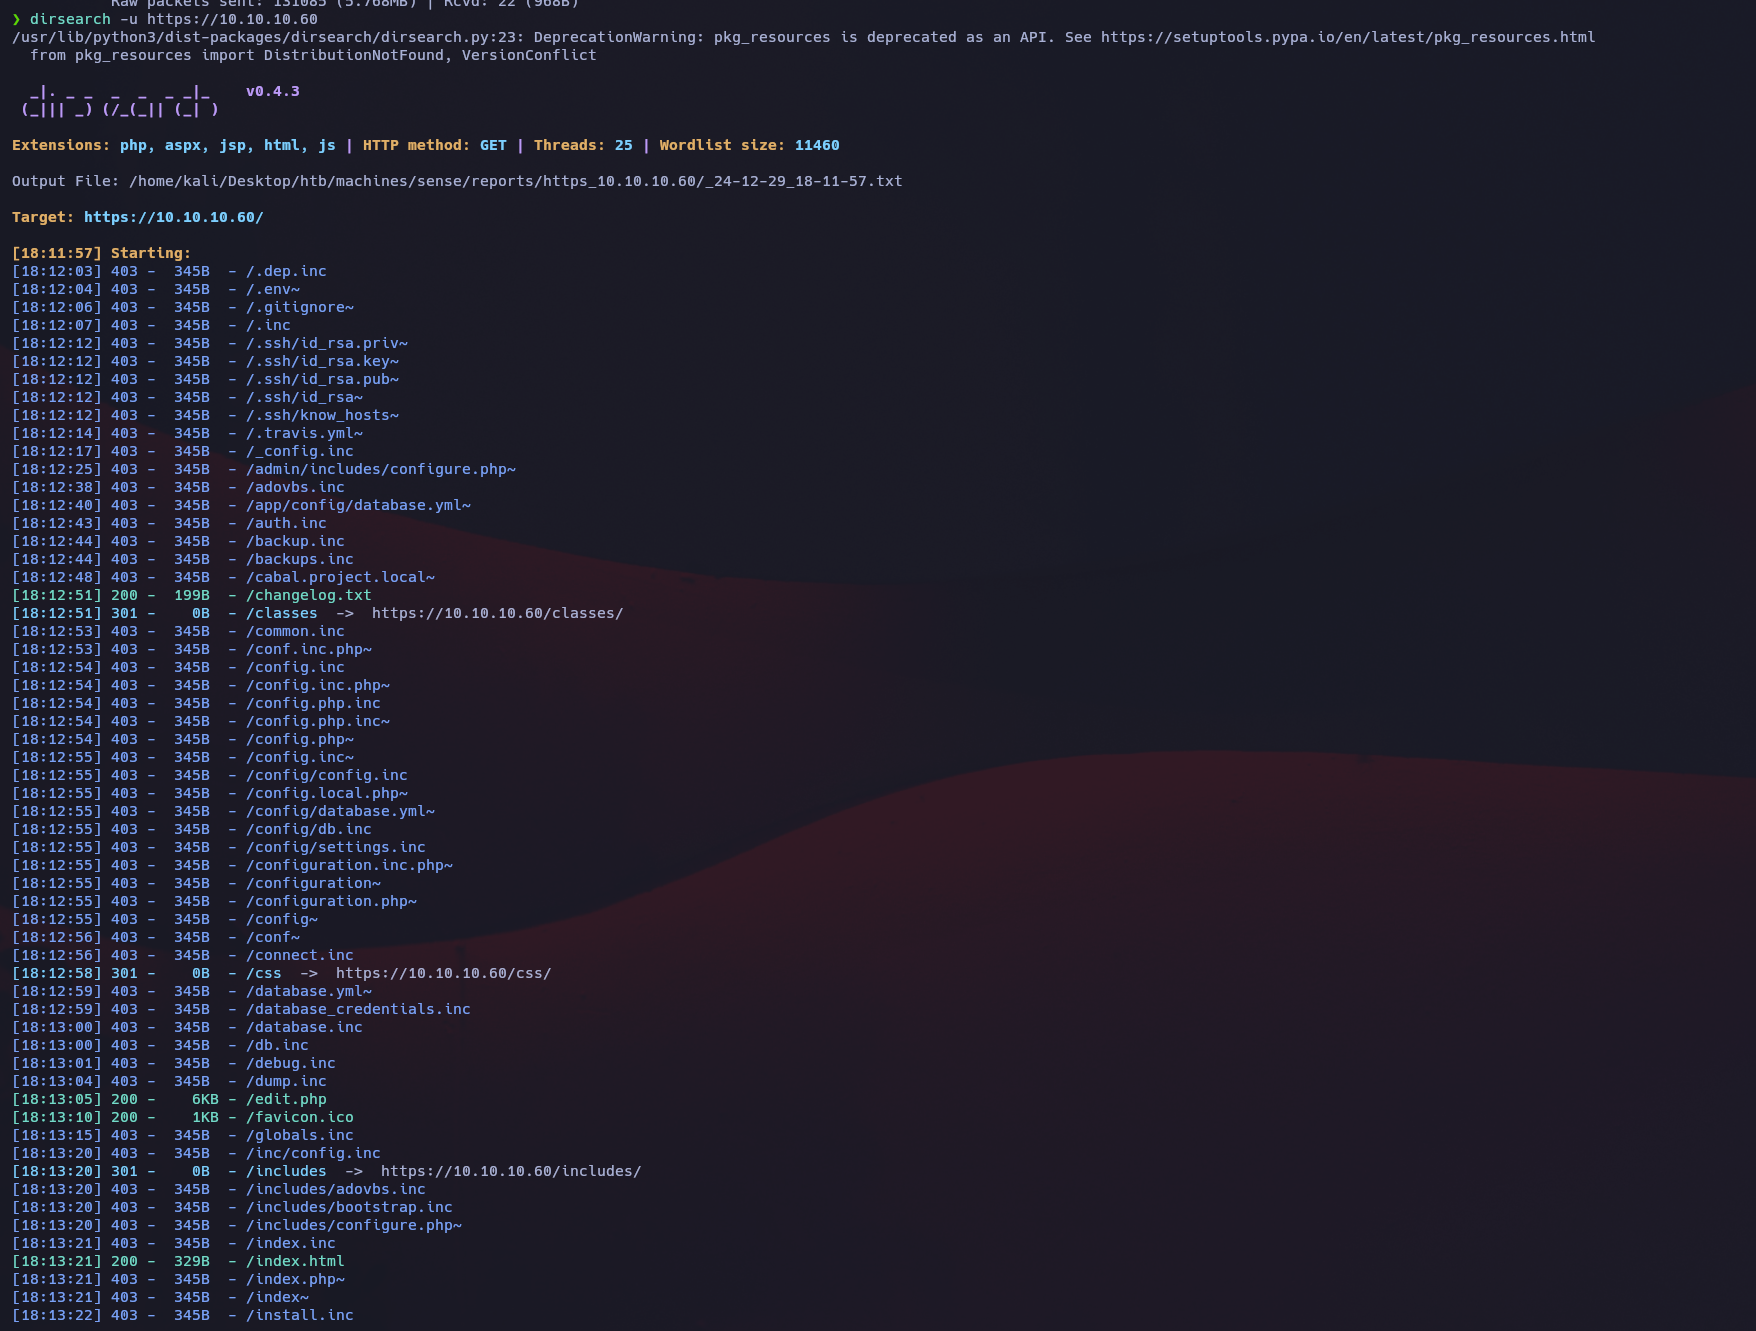 Raw packets sent: 131085 (5.768MB) | Rcvd: 22 (968B)
❯ dirsearch -u https://10.10.10.60
/usr/lib/python3/dist-packages/dirsearch/dirsearch.py:23: DeprecationWarning: pkg_resources is deprecated as an API. See https://setuptools.pypa.io/en/latest/pkg_resources.html
  from pkg_resources import DistributionNotFound, VersionConflict
  _|. _ _  _  _  _ _|_    v0.4.3
 (_||| _) (/_(_|| (_| )
Extensions: php, aspx, jsp, html, js | HTTP method: GET | Threads: 25 | Wordlist size: 11460
Output File: /home/kali/Desktop/htb/machines/sense/reports/https_10.10.10.60/_24-12-29_18-11-57.txt
Target: https://10.10.10.60/
[18:11:57] Starting:
[18:12:03] 403 -  345B  - /.dep.inc
[18:12:04] 403 -  345B  - /.env~
[18:12:06] 403 -  345B  - /.gitignore~
[18:12:07] 403 -  345B  - /.inc
[18:12:12] 403 -  345B  - /.ssh/id_rsa.priv~
[18:12:12] 403 -  345B  - /.ssh/id_rsa.key~
[18:12:12] 403 -  345B  - /.ssh/id_rsa.pub~
[18:12:12] 403 -  345B  - /.ssh/id_rsa~
[18:12:12] 403 -  345B  - /.ssh/know_hosts~
[18:12:14] 403 -  345B  - /.travis.yml~
[18:12:17] 403 -  345B  - /_config.inc
[18:12:25] 403 -  345B  - /admin/includes/configure.php~
[18:12:38] 403 -  345B  - /adovbs.inc
[18:12:40] 403 -  345B  - /app/config/database.yml~
[18:12:43] 403 -  345B  - /auth.inc
[18:12:44] 403 -  345B  - /backup.inc
[18:12:44] 403 -  345B  - /backups.inc
[18:12:48] 403 -  345B  - /cabal.project.local~
[18:12:51] 200 -  199B  - /changelog.txt
[18:12:51] 301 -    0B  - /classes  ->  https://10.10.10.60/classes/
[18:12:53] 403 -  345B  - /common.inc
[18:12:53] 403 -  345B  - /conf.inc.php~
[18:12:54] 403 -  345B  - /config.inc
[18:12:54] 403 -  345B  - /config.inc.php~
[18:12:54] 403 -  345B  - /config.php.inc
[18:12:54] 403 -  345B  - /config.php.inc~
[18:12:54] 403 -  345B  - /config.php~
[18:12:55] 403 -  345B  - /config.inc~
[18:12:55] 403 -  345B  - /config/config.inc
[18:12:55] 403 -  345B  - /config.local.php~
[18:12:55] 403 -  345B  - /config/database.yml~
[18:12:55] 403 -  345B  - /config/db.inc
[18:12:55] 403 -  345B  - /config/settings.inc
[18:12:55] 403 -  345B  - /configuration.inc.php~
[18:12:55] 403 -  345B  - /configuration~
[18:12:55] 403 -  345B  - /configuration.php~
[18:12:55] 403 -  345B  - /config~
[18:12:56] 403 -  345B  - /conf~
[18:12:56] 403 -  345B  - /connect.inc
[18:12:58] 301 -    0B  - /css  ->  https://10.10.10.60/css/
[18:12:59] 403 -  345B  - /database.yml~
[18:12:59] 403 -  345B  - /database_credentials.inc
[18:13:00] 403 -  345B  - /database.inc
[18:13:00] 403 -  345B  - /db.inc
[18:13:01] 403 -  345B  - /debug.inc
[18:13:04] 403 -  345B  - /dump.inc
[18:13:05] 200 -    6KB - /edit.php
[18:13:10] 200 -    1KB - /favicon.ico
[18:13:15] 403 -  345B  - /globals.inc
[18:13:20] 403 -  345B  - /inc/config.inc
[18:13:20] 301 -    0B  - /includes  ->  https://10.10.10.60/includes/
[18:13:20] 403 -  345B  - /includes/adovbs.inc
[18:13:20] 403 -  345B  - /includes/bootstrap.inc
[18:13:20] 403 -  345B  - /includes/configure.php~
[18:13:21] 403 -  345B  - /index.inc
[18:13:21] 200 -  329B  - /index.html
[18:13:21] 403 -  345B  - /index.php~
[18:13:21] 403 -  345B  - /index~
[18:13:22] 403 -  345B  - /install.inc